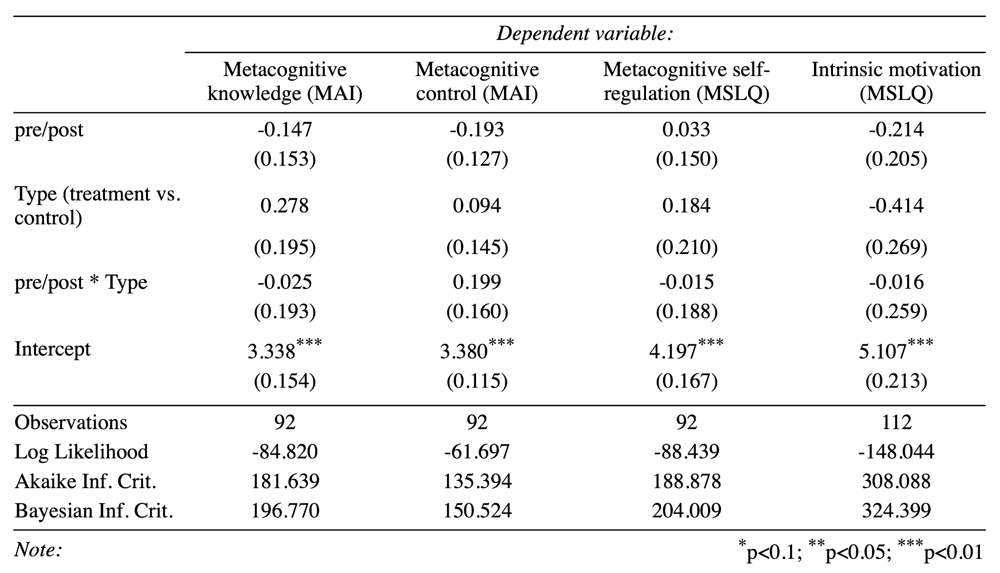 Dependent variable:
Metacognitive knowledge (MAI) Metacognitive control (MAI) Metacognitive self-regulation (MSLQ) Intrinsic motivation (MSLQ)
pre/post -0.147 -0.193 0.033 -0.214
(0.153) (0.127) (0.150) (0.205)
Type (treatment vs. control) 0.278 0.094 0.184 -0.414
(0.195) (0.145) (0.210) (0.269)
pre/post * Type -0.025 0.199 -0.015 -0.016
(0.193) (0.160) (0.188) (0.259)
Intercept 3.338*** 3.380*** 4.197*** 5.107***
(0.154) (0.115) (0.167) (0.213)
Observations 92 92 92 112
Log Likelihood -84.820 -61.697 -88.439 -148.044
Akaike Inf. Crit. 181.639 135.394 188.878 308.088
Bayesian Inf. Crit. 196.770 150.524 204.009 324.399
Note: *p<0.1; **p<0.05; ***p<0.01